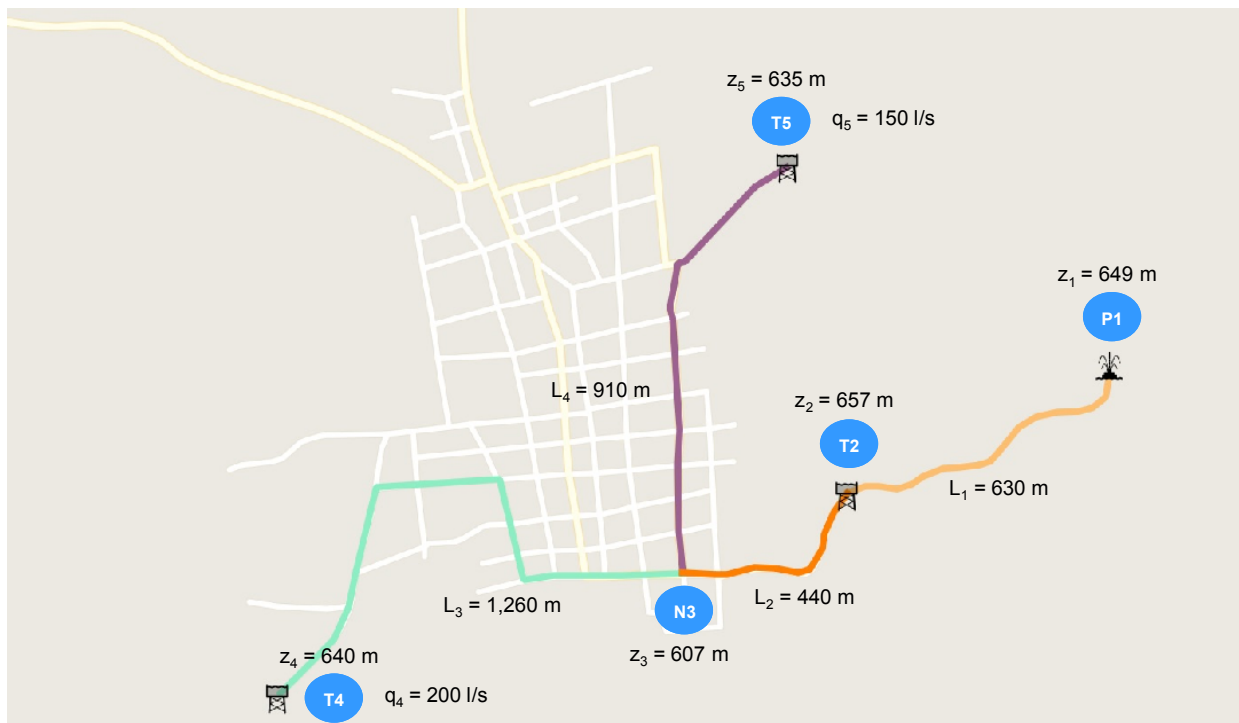 z₅ = 635 m
T5
q₅ = 150 l/s
z₁ = 649 m
P1
L₄ = 910 m
z₂ = 657 m
T2
L₁ = 630 m
L₃ = 1,260 m
N3
L₂ = 440 m
z₃ = 607 m
z₄ = 640 m
T4
q₄ = 200 l/s